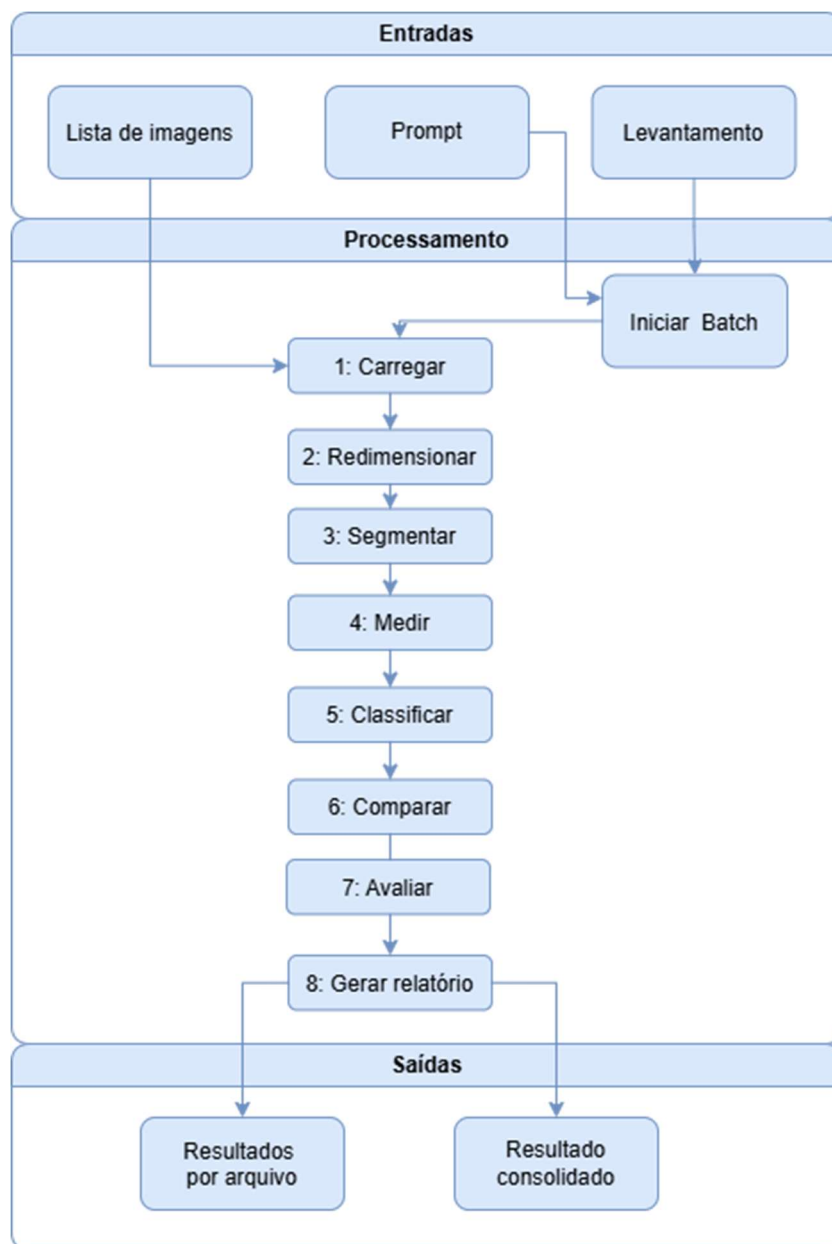 Entradas
Lista de imagens
Prompt
Levantamento
Processamento
Iniciar Batch
1: Carregar
2: Redimensionar
3: Segmentar
4: Medir
5: Classificar
6: Comparar
7: Avaliar
8: Gerar relatório
Saídas
Resultados
por arquivo
Resultado
consolidado